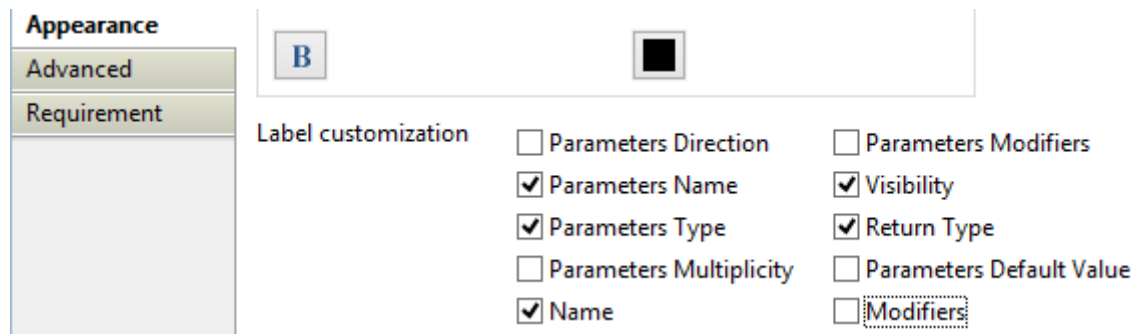 Appearance
B
Advanced
Requirement
Label customization
Parameters Direction
Parameters Modifiers
Parameters Name
Visibility
Parameters Type
Return Type
Parameters Multiplicity
Parameters Default Value
Name
Modifiers